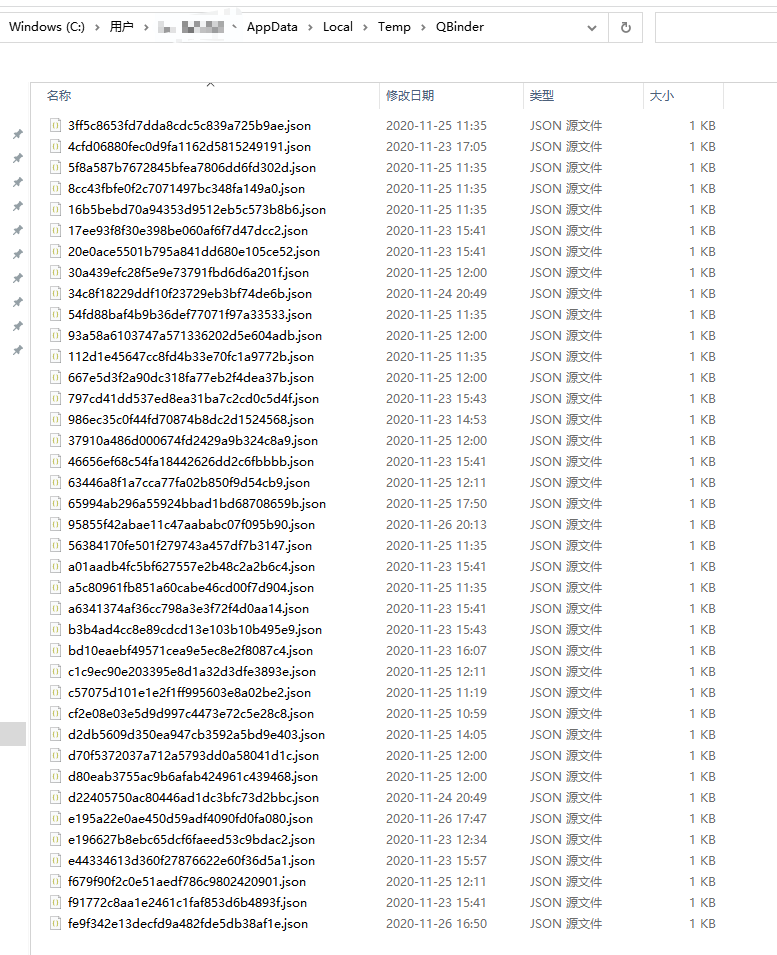 Windows (C:) › 用户 › › AppData › Local › Temp › QBinder
名称 修改日期 类型 大小
3ff5c8653fd7dda8cdc5c839a725b9ae.json 2020-11-25 11:35 JSON 源文件 1 KB
4cfd06880fec0d9fa1162d5815249191.json 2020-11-23 17:05 JSON 源文件 1 KB
5f8a587b7672845bfea7806dd6fd302d.json 2020-11-25 11:35 JSON 源文件 1 KB
8cc43fbfe0f2c7071497bc348fa149a0.json 2020-11-25 11:35 JSON 源文件 1 KB
16b5bebd70a94353d9512eb5c573b8b6.json 2020-11-25 11:35 JSON 源文件 1 KB
17ee93f8f30e398be060af6f7d47dcc2.json 2020-11-23 15:41 JSON 源文件 1 KB
20e0ace5501b795a841dd680e105ce52.json 2020-11-23 15:41 JSON 源文件 1 KB
30a439efc28f5e9e73791fbd6d6a201f.json 2020-11-25 12:00 JSON 源文件 1 KB
34c8f18229ddf10f23729eb3bf74de6b.json 2020-11-24 20:49 JSON 源文件 1 KB
54fd88baf4b9b36def77071f97a33533.json 2020-11-25 11:35 JSON 源文件 1 KB
93a58a6103747a571336202d5e604adb.json 2020-11-25 12:00 JSON 源文件 1 KB
112d1e45647cc8fd4b33e70fc1a9772b.json 2020-11-25 11:35 JSON 源文件 1 KB
667e5d3f2a90dc318fa77eb2f4dea37b.json 2020-11-25 12:00 JSON 源文件 1 KB
797cd41dd537ed8ea31ba7c2cd0c5d4f.json 2020-11-23 15:43 JSON 源文件 1 KB
986ec35c0f44fd70874b8dc2d1524568.json 2020-11-23 14:53 JSON 源文件 1 KB
37910a486d000674fd2429a9b324c8a9.json 2020-11-25 12:00 JSON 源文件 1 KB
46656ef68c54fa18442626dd2c6fbbbb.json 2020-11-23 15:41 JSON 源文件 1 KB
63446a8f1a7cca77fa02b850f9d54cb9.json 2020-11-25 12:11 JSON 源文件 1 KB
65994ab296a55924bbad1bd68708659b.json 2020-11-25 17:50 JSON 源文件 1 KB
95855f42abae11c47aababc07f095b90.json 2020-11-26 20:13 JSON 源文件 1 KB
56384170fe501f279743a457df7b3147.json 2020-11-25 11:35 JSON 源文件 1 KB
a01aadb4fc5bf627557e2b48c2a2b6c4.json 2020-11-23 15:41 JSON 源文件 1 KB
a5c80961fb851a60cabe46cd00f7d904.json 2020-11-25 11:35 JSON 源文件 1 KB
a6341374af36cc798a3e3f72f4d0aa14.json 2020-11-23 15:41 JSON 源文件 1 KB
b3b4ad4cc8e89cdcd13e103b10b495e9.json 2020-11-23 15:43 JSON 源文件 1 KB
bd10eaebf49571cea9e5ec8e2f8087c4.json 2020-11-23 16:07 JSON 源文件 1 KB
c1c9ec90e203395e8d1a32d3dfe3893e.json 2020-11-25 12:11 JSON 源文件 1 KB
c57075d101e1e2f1ff995603e8a02be2.json 2020-11-25 11:19 JSON 源文件 1 KB
cf2e08e03e5d9d997c4473e72c5e28c8.json 2020-11-25 10:59 JSON 源文件 1 KB
d2db5609d350ea947cb3592a5bd9e403.json 2020-11-25 14:05 JSON 源文件 1 KB
d70f5372037a712a5793dd0a58041d1c.json 2020-11-25 12:00 JSON 源文件 1 KB
d80eab3755ac9b6afab424961c439468.json 2020-11-25 12:00 JSON 源文件 1 KB
d22405750ac80446ad1dc3bfc73d2bbc.json 2020-11-24 20:49 JSON 源文件 1 KB
e195a22e0ae450d59adf4090fd0fa080.json 2020-11-26 17:47 JSON 源文件 1 KB
e196627b8ebc65dcf6faeed53c9bdac2.json 2020-11-23 12:34 JSON 源文件 1 KB
e44334613d360f27876622e60f36d5a1.json 2020-11-23 15:57 JSON 源文件 1 KB
f679f90f2c0e51aedf786c9802420901.json 2020-11-25 12:11 JSON 源文件 1 KB
f91772c8aa1e2461c1faf853d6b4893f.json 2020-11-23 15:41 JSON 源文件 1 KB
fe9f342e13decfd9a482fde5db38af1e.json 2020-11-26 16:50 JSON 源文件 1 KB